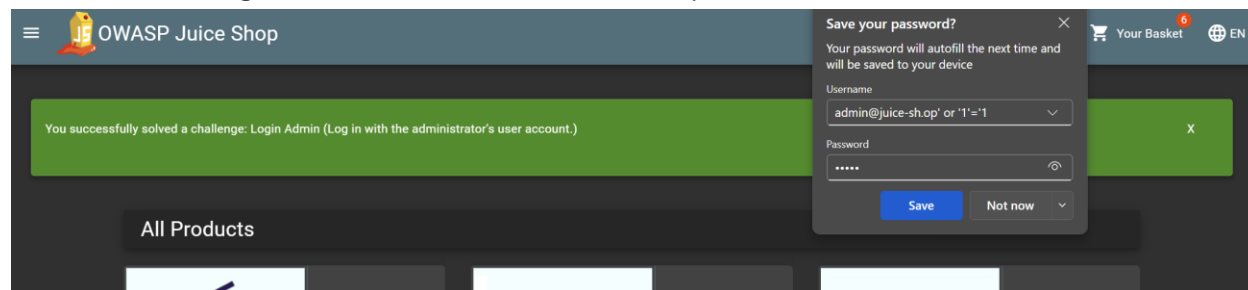 OWASP Juice Shop
Your Basket
6
EN
Save your password?
Your password will autofill the next time and
will be saved to your device
Username
admin@juice-sh.op' or '1'='1
Password
•••••
Save
Not now
You successfully solved a challenge: Login Admin (Log in with the administrator's user account.)
X
All Products